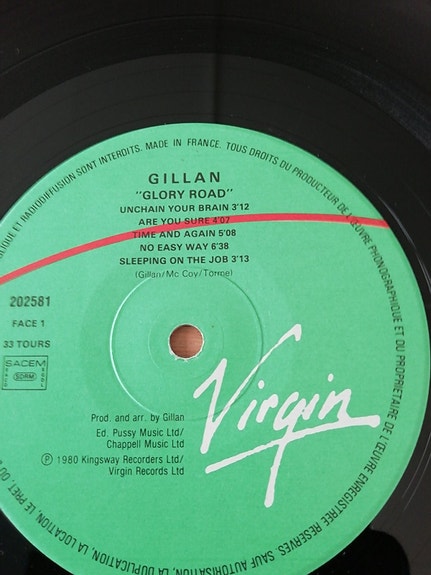 GILLAN
"GLORY ROAD"
UNCHAIN YOUR BRAIN 3'12
ARE YOU SURE 4'07
TIME AND AGAIN 5'08
NO EASY WAY 6'38
SLEEPING ON THE JOB 3'13
(Gillan/Mc Coy/Torme)
202581
FACE 1
33 TOURS
SACEM
SDRM
Virgin
Prod. and arr. by Gillan
Ed. Pussy Music Ltd/
Chappell Music Ltd
Ⓟ 1980 Kingsway Recorders Ltd/
Virgin Records Ltd
IQUE ET RADIODIFFUSION SONT INTERDITS. MADE IN FRANCE. TOUS DROITS DU PRODUCTEUR DE L'ŒUVRE PHONOGRAPHIQUE ET DU PROPRIETAIRE DE L'ŒUVRE ENREGISTREE RESERVES. SAUF AUTORISATION, LA DUPLICATION, LA LOCATION, LE PRET OU